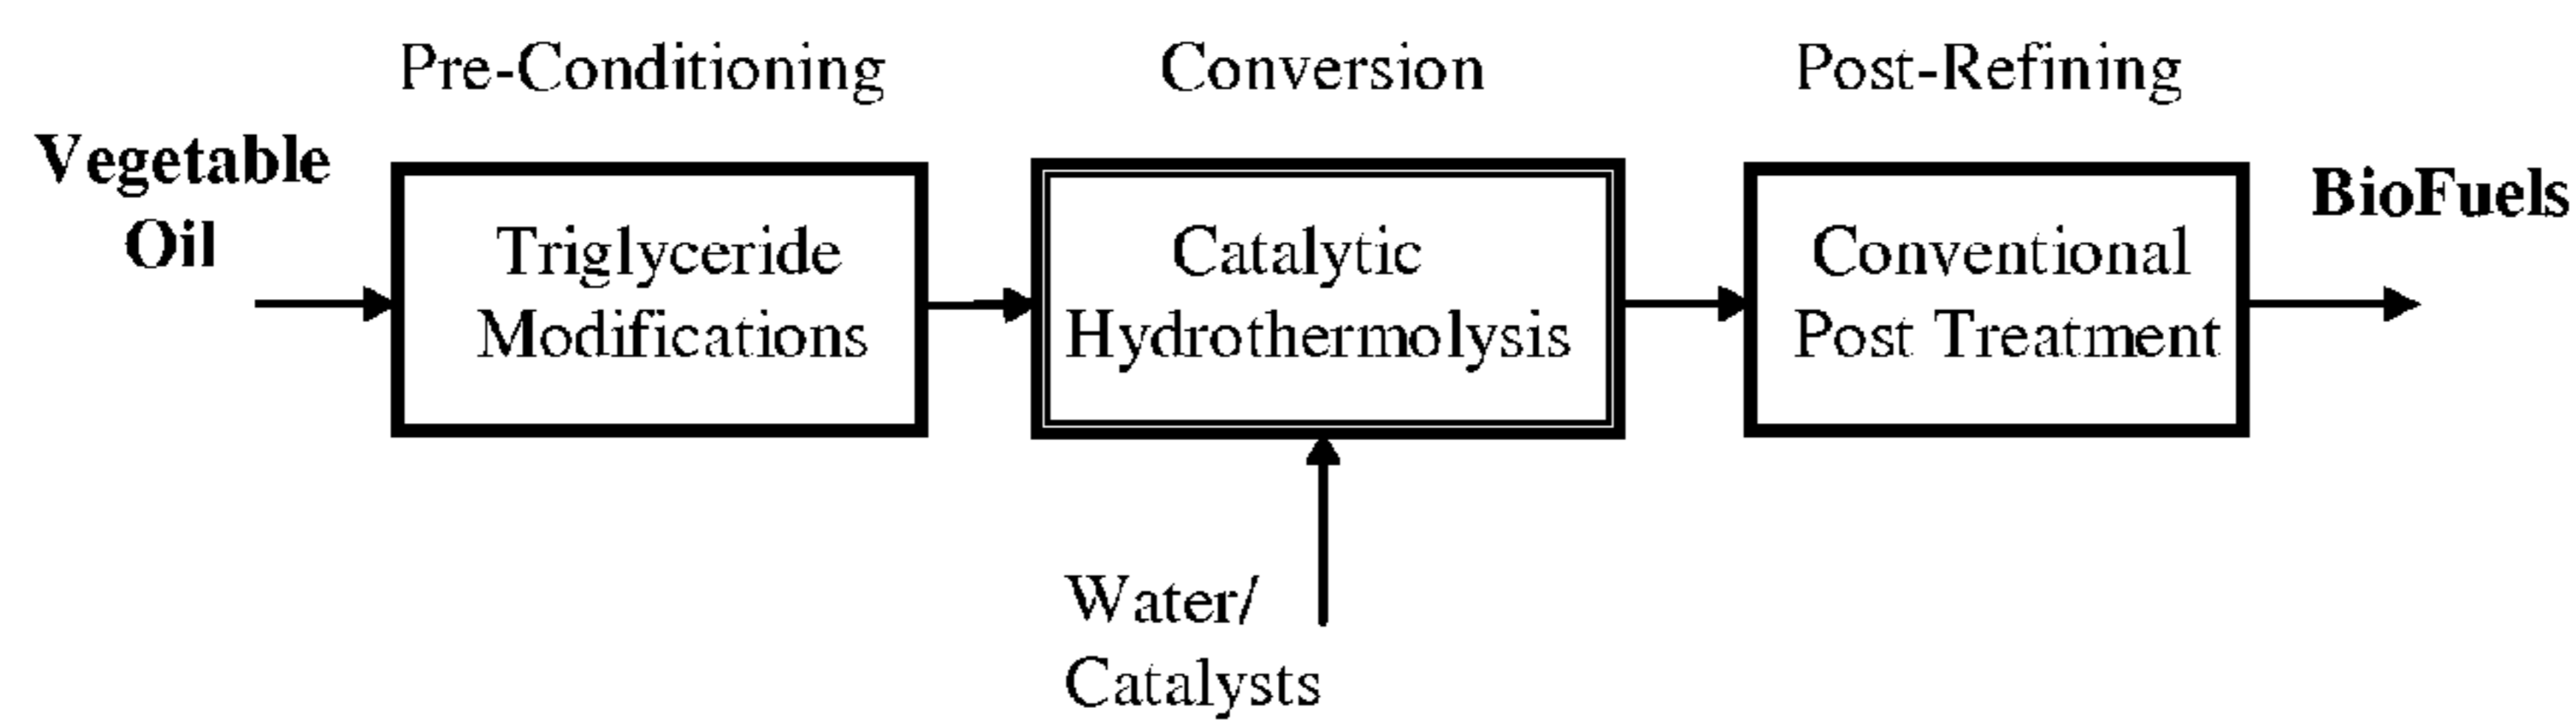 Pre-Conditioning
Conversion
Post-Refining
Vegetable
Oil
Triglyceride
Modifications
Catalytic
Hydrothermolysis
Conventional
Post Treatment
BioFuels
Water/
Catalysts